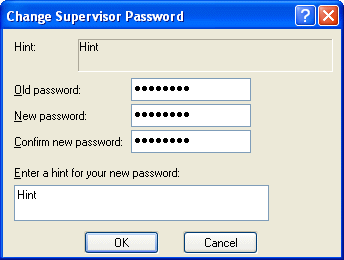 Change Supervisor Password
Hint: Hint
Old password: ●●●●●●●●
New password: ●●●●●●●●
Confirm new password: ●●●●●●●●
Enter a hint for your new password:
Hint
OK Cancel